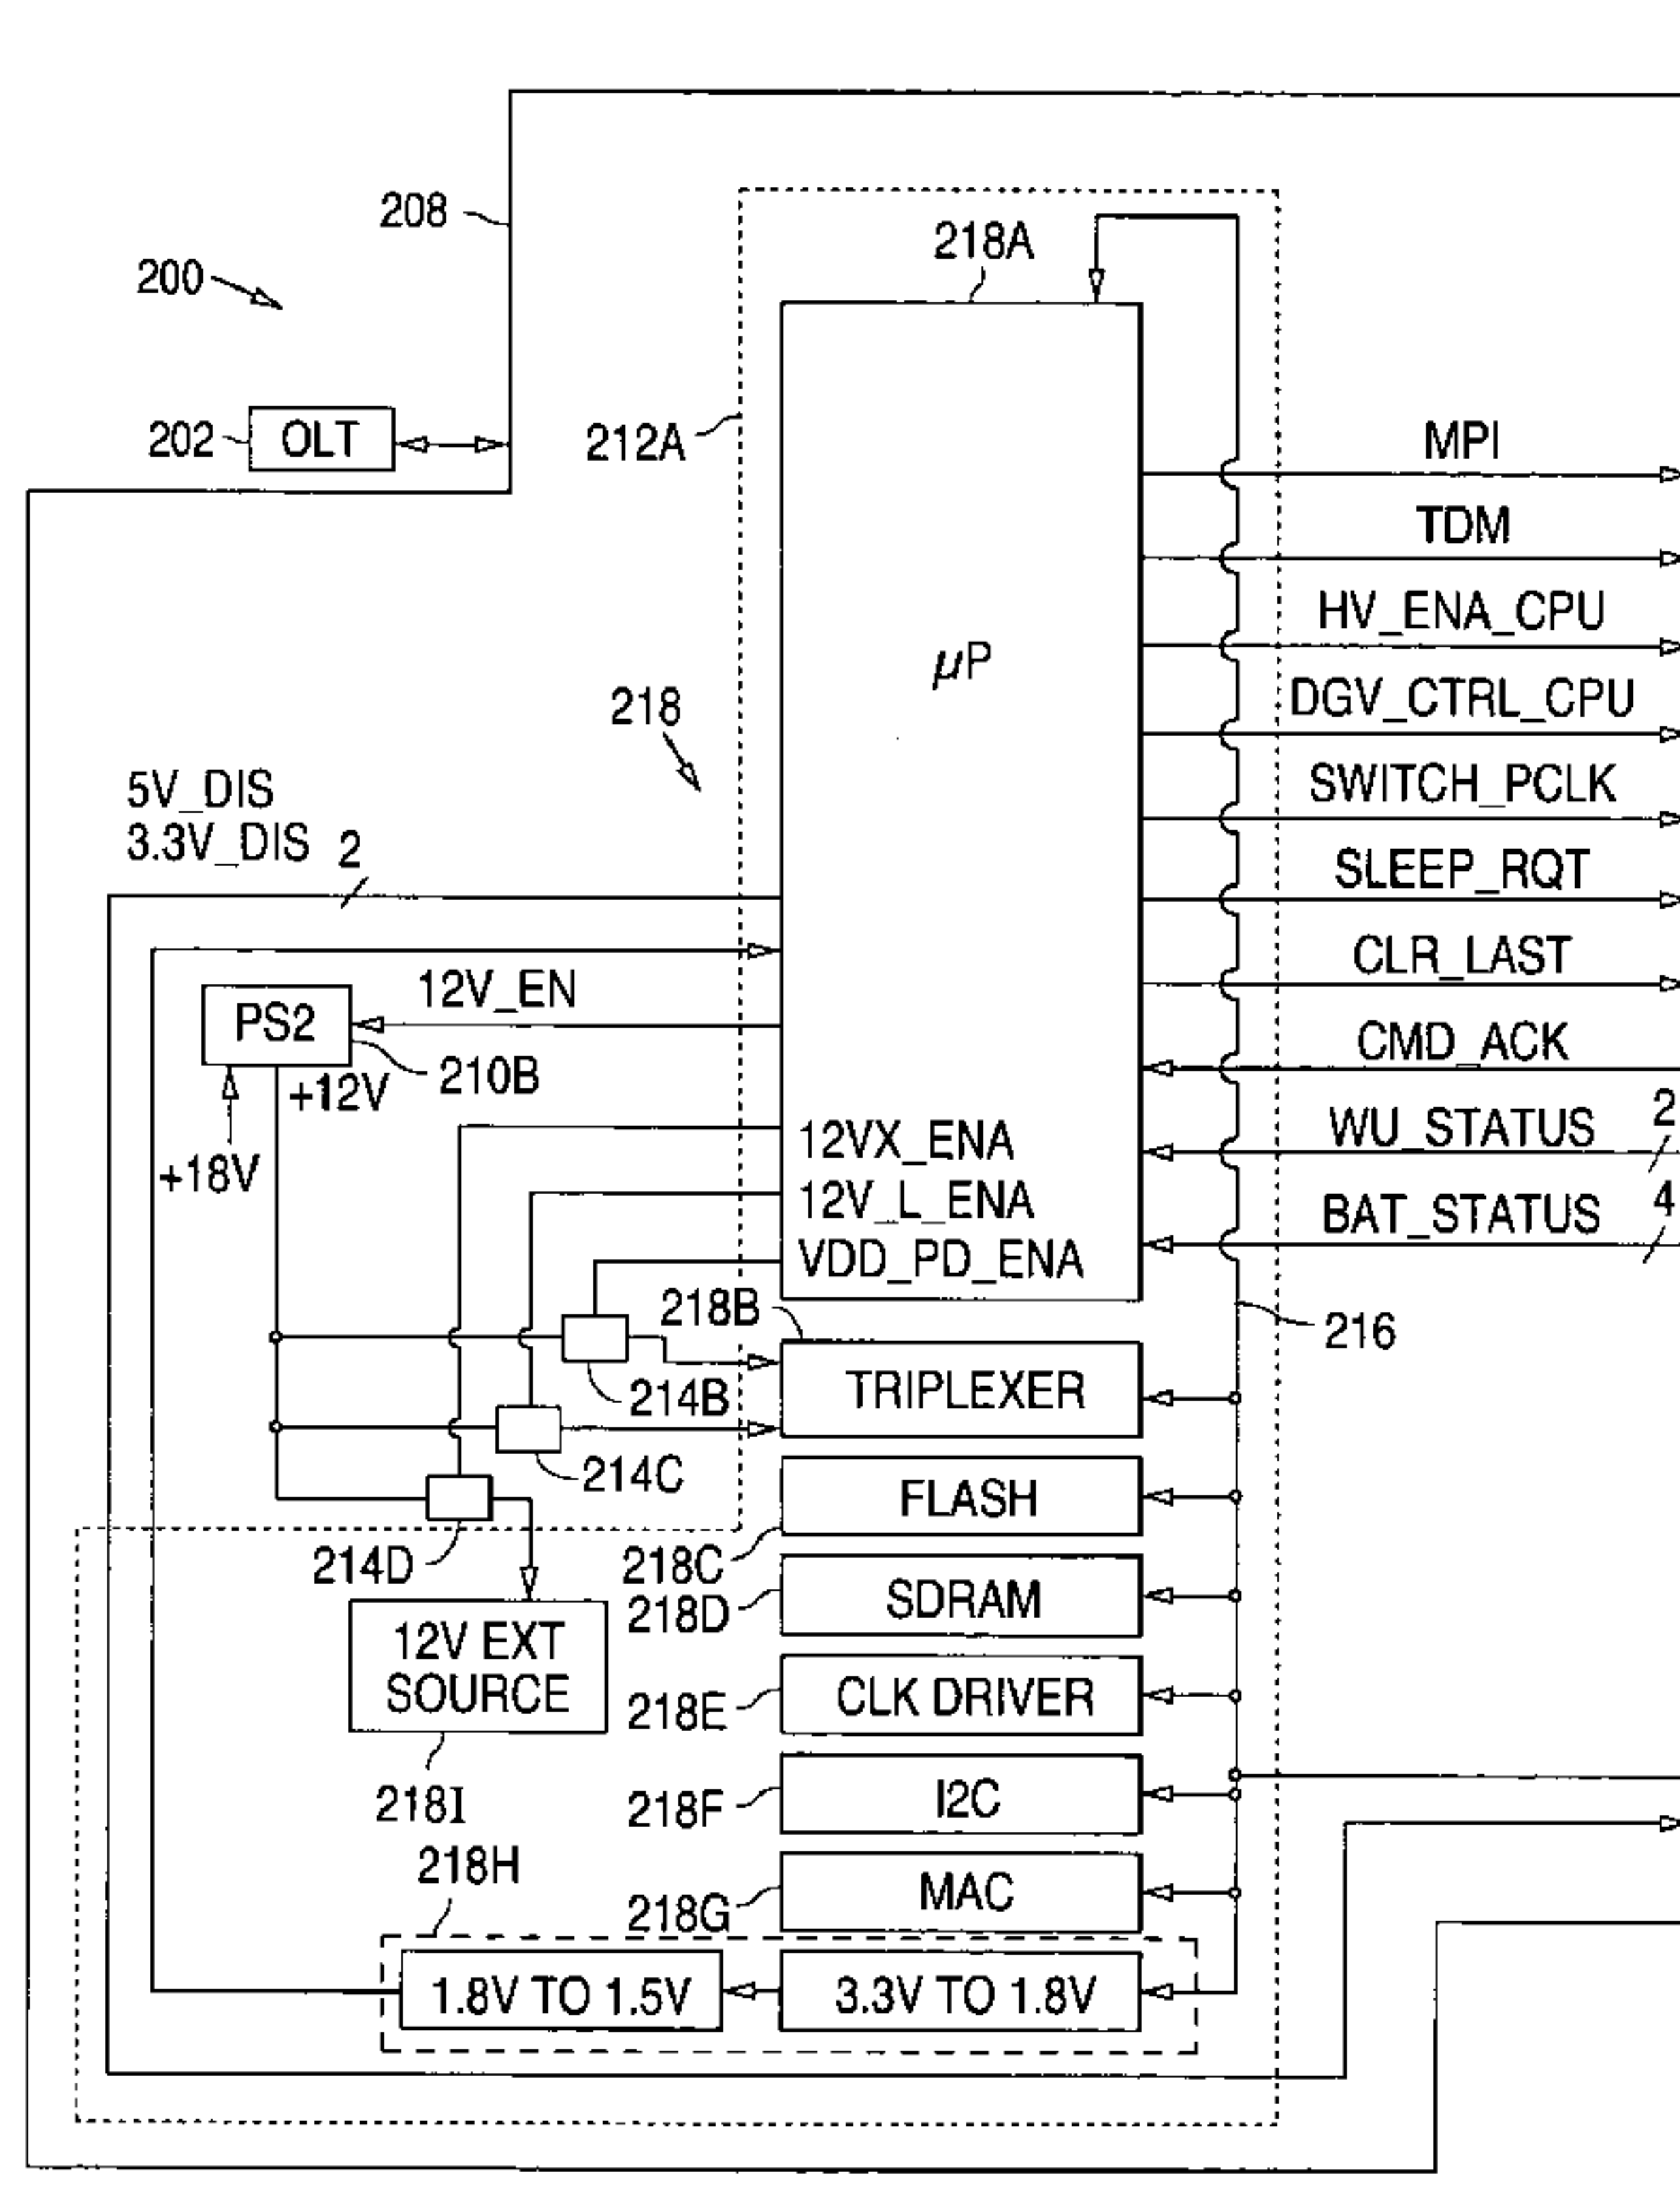 208
200
218A
202
OLT
212A
MPI
TDM
HV_ENA_CPU
µP
218
DGV_CTRL_CPU
SWITCH_PCLK
5V_DIS
3.3V_DIS
2
SLEEP_RQT
CLR_LAST
12V_EN
PS2
210B
+12V
+18V
CMD_ACK
12VX_ENA
WU_STATUS
2
12V_L_ENA
BAT_STATUS
4
VDD_PD_ENA
218B
216
TRIPLEXER
214B
214C
FLASH
214D
218C
218D
SDRAM
12V EXT
SOURCE
218E
CLK DRIVER
218I
218F
I2C
218H
218G
MAC
1.8V TO 1.5V
3.3V TO 1.8V